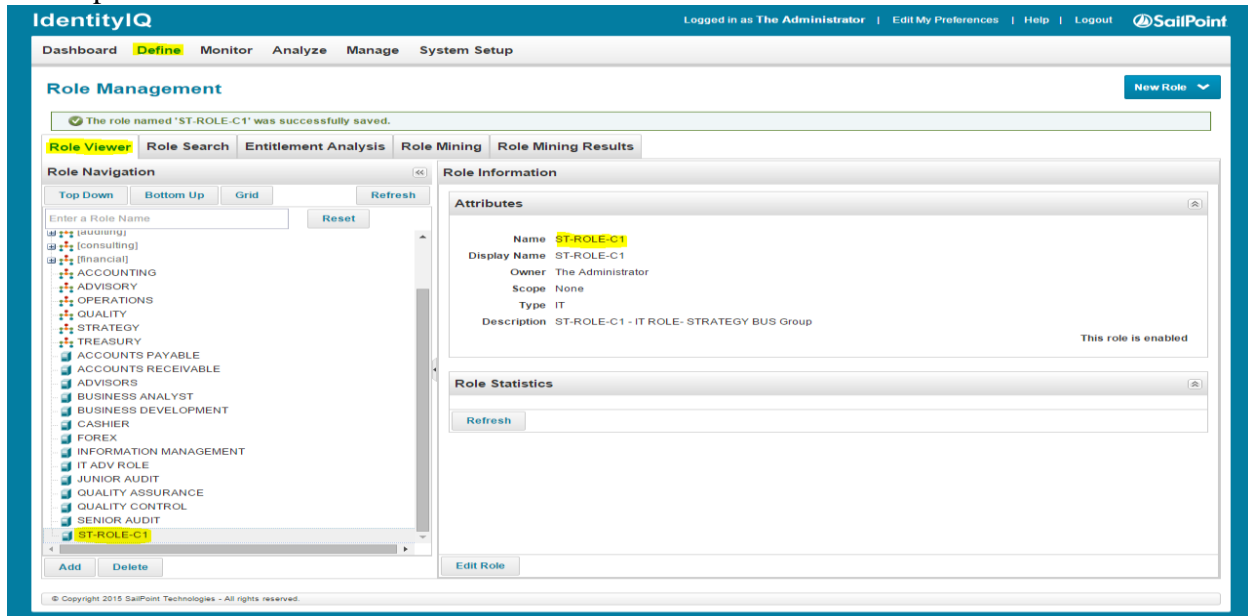 IdentityIQ
Logged in as The Administrator | Edit My Preferences | Help | Logout SailPoint
Dashboard Define Monitor Analyze Manage System Setup
Role Management
New Role
The role named 'ST-ROLE-C1' was successfully saved.
Role Viewer Role Search Entitlement Analysis Role Mining Role Mining Results
Role Navigation
Top Down Bottom Up Grid Refresh
Enter a Role Name Reset
[auditing]
[consulting]
[financial]
ACCOUNTING
ADVISORY
OPERATIONS
QUALITY
STRATEGY
TREASURY
ACCOUNTS PAYABLE
ACCOUNTS RECEIVABLE
ADVISORS
BUSINESS ANALYST
BUSINESS DEVELOPMENT
CASHIER
FOREX
INFORMATION MANAGEMENT
IT ADV ROLE
JUNIOR AUDIT
QUALITY ASSURANCE
QUALITY CONTROL
SENIOR AUDIT
ST-ROLE-C1
Add Delete
Role Information
Attributes
Name ST-ROLE-C1
Display Name ST-ROLE-C1
Owner The Administrator
Scope None
Type IT
Description ST-ROLE-C1 - IT ROLE- STRATEGY BUS Group
This role is enabled
Role Statistics
Refresh
Edit Role
© Copyright 2015 SailPoint Technologies - All rights reserved.